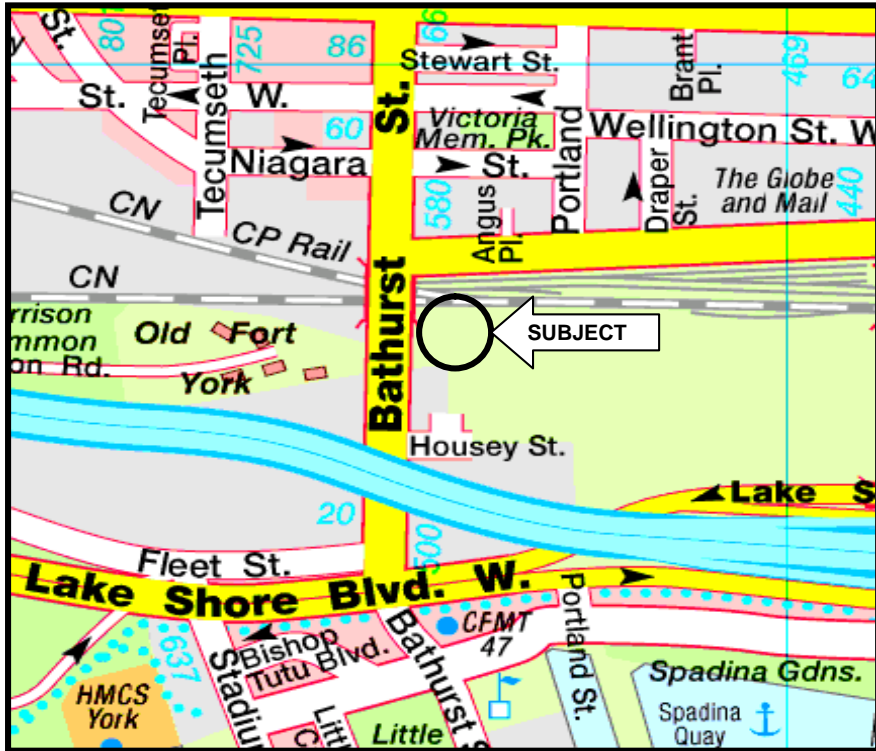 St.
801
Tecumset
Pl.
725
86
66
Stewart St.
Brant
Pl.
469
64
St.
W.
Tecumseth
60
St.
Victoria
Mem. Pk.
Portland
Wellington St. W
Niagara
St.
580
Angus
Pl.
Draper
St.
The Globe
and Mail
440
CN
CP Rail
CN
Bathurst
SUBJECT
rrison
mmon
on Rd.
Old Fort
York
Housey St.
20
500
Lake S
Fleet St.
Lake Shore Blvd. W.
637
Bishop
Tutu Blvd.
Stadiu
Bathurst S
CFMT
47
Portland St.
Spadina Gdns.
HMCS
York
Little
Spadina
Quay